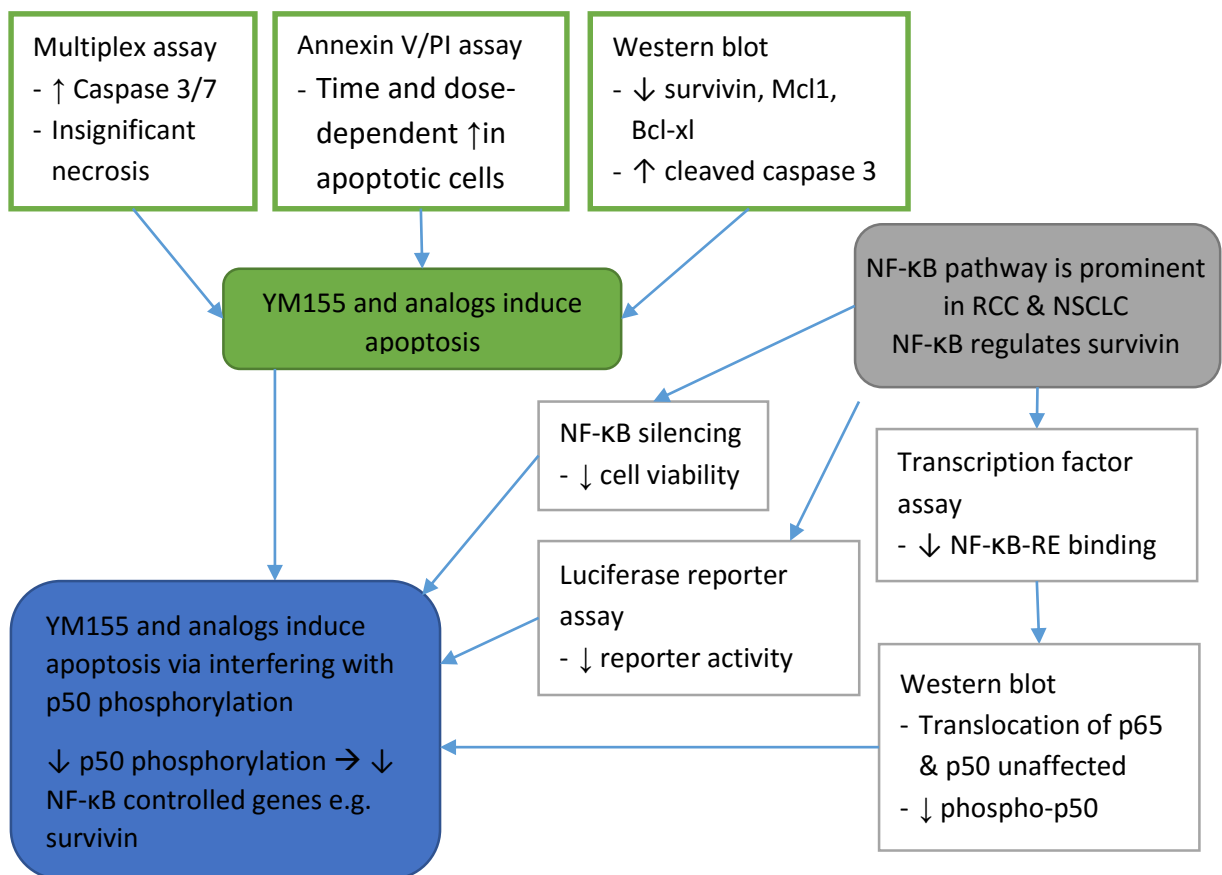 Multiplex assay
- ↑ Caspase 3/7
- Insignificant
necrosis
Annexin V/PI assay
- Time and dose-
dependent ↑in
apoptotic cells
Western blot
- ↓ survivin, Mcl1,
Bcl-xl
- ↑ cleaved caspase 3
YM155 and analogs induce
apoptosis
NF-κB pathway is prominent
in RCC & NSCLC
NF-κB regulates survivin
NF-κB silencing
- ↓ cell viability
Transcription factor
assay
- ↓ NF-κB-RE binding
Luciferase reporter
assay
- ↓ reporter activity
YM155 and analogs induce
apoptosis via interfering with
p50 phosphorylation
↓ p50 phosphorylation → ↓
NF-κB controlled genes e.g.
survivin
Western blot
- Translocation of p65
& p50 unaffected
- ↓ phospho-p50